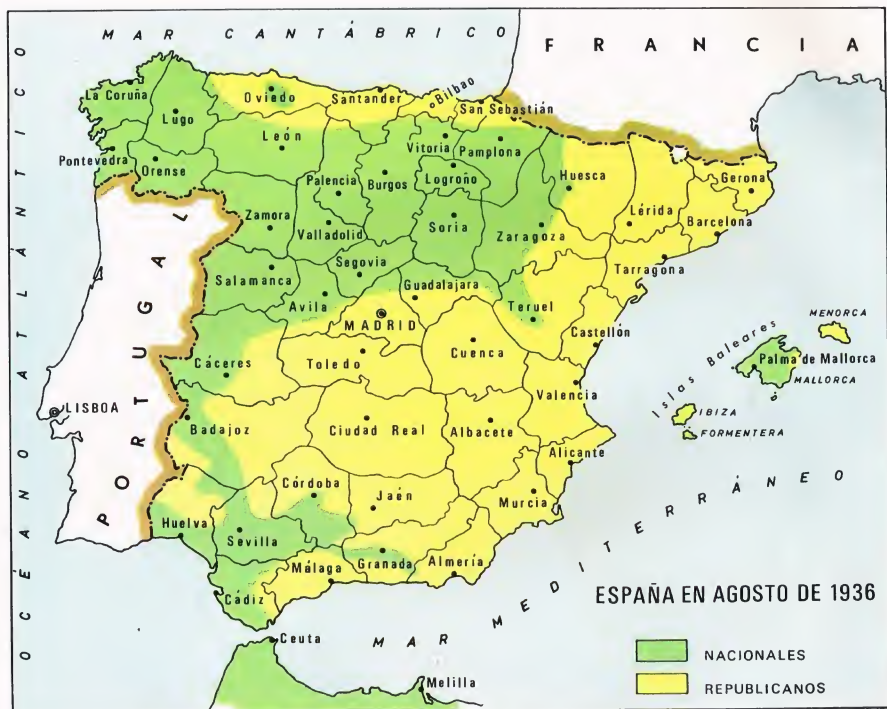 MAR CANTÁBRICO
FRANCIA
OCÉANO ATLÁNTICO
PORTUGAL
LISBOA
La Coruña
Lugo
Oviedo
Santander
Bilbao
San Sebastián
Pontevedra
Orense
León
Vitoria
Pamplona
Palencia
Burgos
Logroño
Huesca
Gerona
Lérida
Barcelona
Zamora
Valladolid
Soria
Zaragoza
Tarragona
Salamanca
Segovia
Avila
Guadalajara
Teruel
MADRID
Castellón
Cáceres
Toledo
Cuenca
Valencia
Islas Baleares
MENORCA
Palma de Mallorca
MALLORCA
IBIZA
FORMENTERA
Badajoz
Ciudad Real
Albacete
Alicante
Córdoba
Jaén
Murcia
Huelva
Sevilla
Granada
Almería
Málaga
Cádiz
Ceuta
Melilla
MAR MEDITERRÁNEO
ESPAÑA EN AGOSTO DE 1936
NACIONALES
REPUBLICANOS